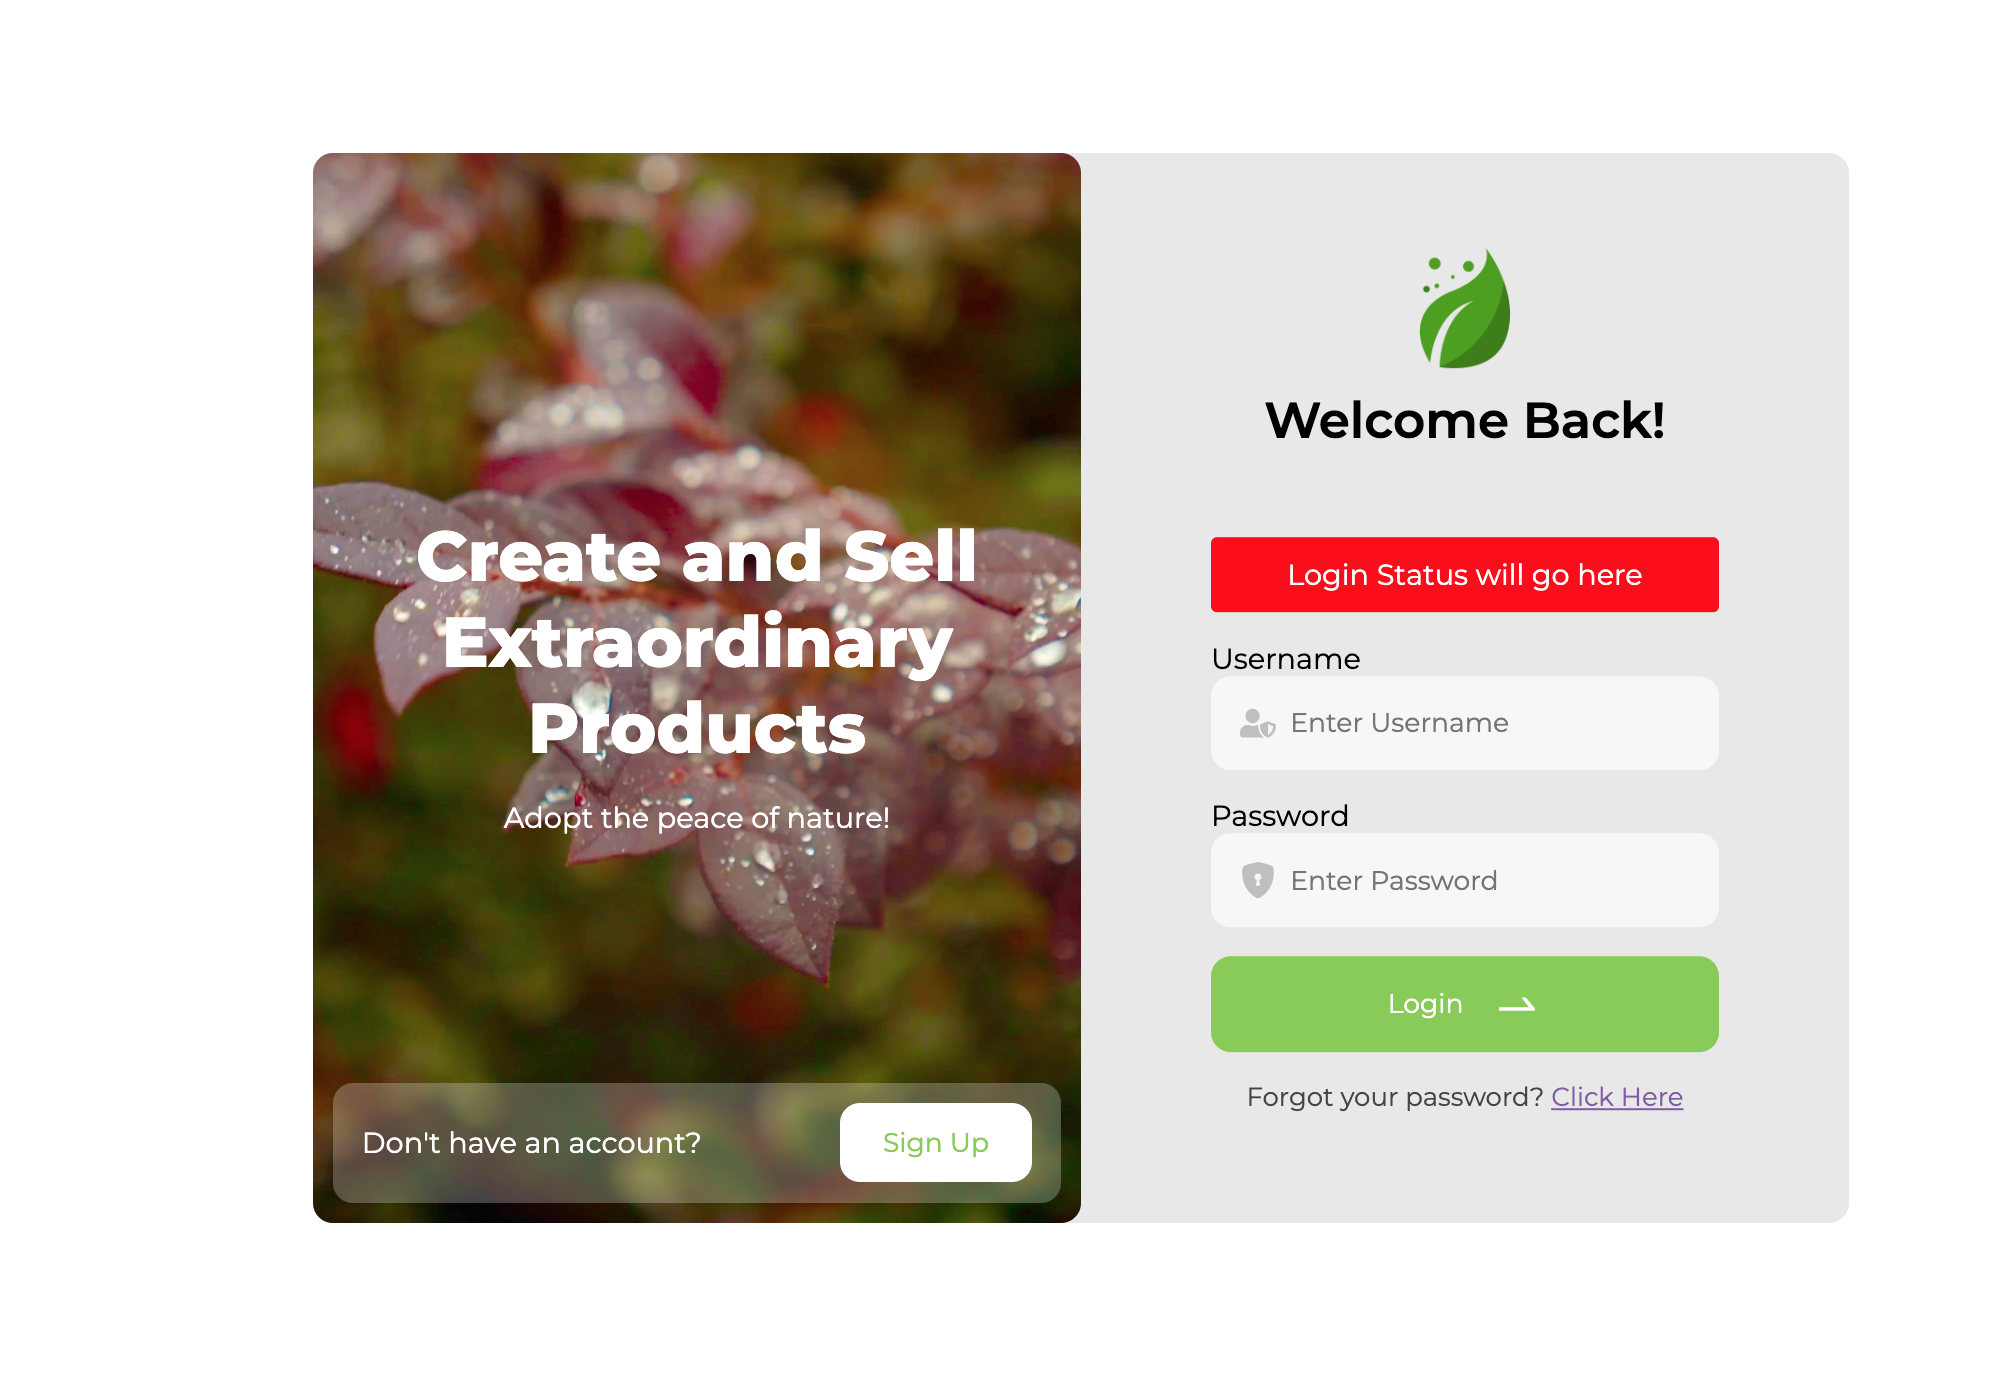 Create and Sell
Extraordinary
Products
Adopt the peace of nature!
Don't have an account?
Sign Up
Welcome Back!
Login Status will go here
Username
Enter Username
Password
Enter Password
Login
Forgot your password? Click Here